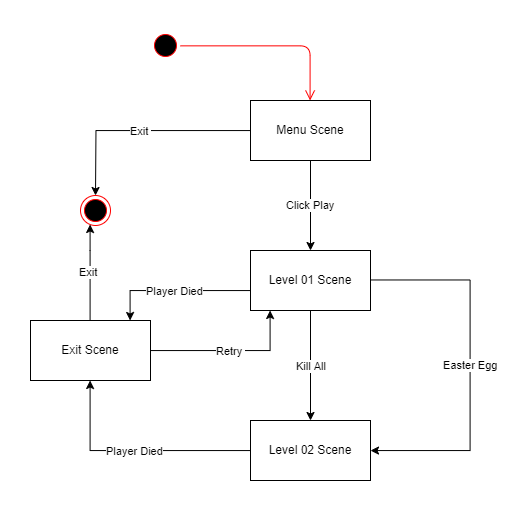 Menu Scene
Exit
Click Play
Exit
Level 01 Scene
Player Died
Exit Scene
Retry
Kill All
Easter Egg
Player Died
Level 02 Scene